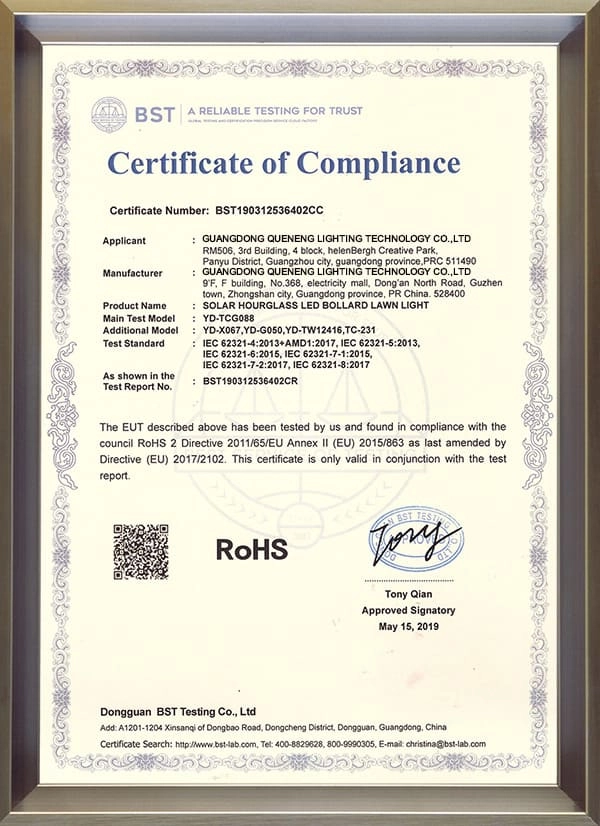 BST A RELIABLE TESTING FOR TRUST
GLOBAL TESTING AND CERTIFICATION PRECISION SERVICE CLOUD FACTORY
Certificate of Compliance
Certificate Number: BST190312536402CC
Applicant : GUANGDONG QUENENG LIGHTING TECHNOLOGY CO.,LTD
RM506, 3rd Building, 4 block, helenBergh Creative Park,
Panyu District, Guangzhou city, guangdong province,PRC 511490
Manufacturer : GUANGDONG QUENENG LIGHTING TECHNOLOGY CO.,LTD
9'F, F building, No.368, electricity mall, Dong'an North Road, Guzhen
town, Zhongshan city, Guangdong province, PR China. 528400
Product Name : SOLAR HOURGLASS LED BOLLARD LAWN LIGHT
Main Test Model : YD-TCG088
Additional Model : YD-X067,YD-G050,YD-TW12416,TC-231
Test Standard : IEC 62321-4:2013+AMD1:2017, IEC 62321-5:2013,
IEC 62321-6:2015, IEC 62321-7-1:2015,
IEC 62321-7-2:2017, IEC 62321-8:2017
As shown in the
Test Report No. : BST190312536402CR
The EUT described above has been tested by us and found in compliance with the
council RoHS 2 Directive 2011/65/EU Annex II (EU) 2015/863 as last amended by
Directive (EU) 2017/2102. This certificate is only valid in conjunction with the test
report.
RoHS
Tony
Tony Qian
Approved Signatory
May 15, 2019
Dongguan BST Testing Co., Ltd
Add: A1201-1204 Xinsanqi of Dongbao Road, Dongcheng District, Dongguan, Guangdong, China
Certificate Search: http://www.bst-lab.com, Tel: 400-8829628, 800-9990305, E-mail: christina@bst-lab.com